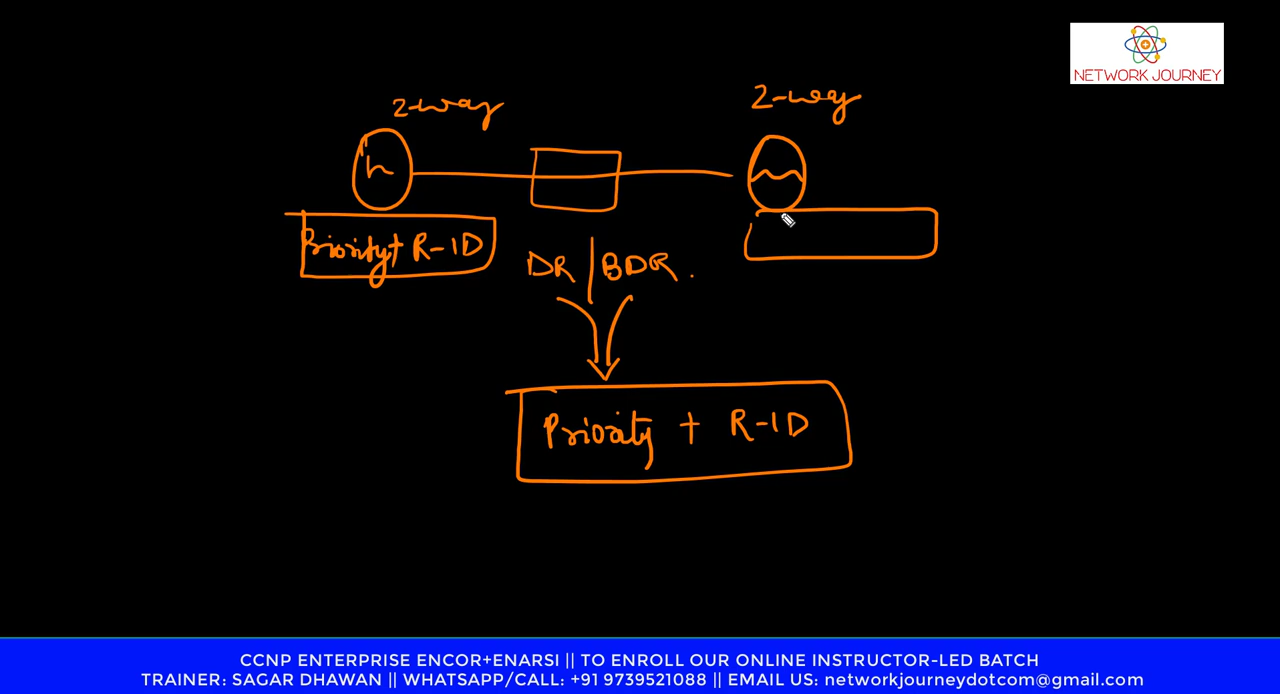 NETWORK JOURNEY
2-way
2-way
Priority + R-ID
DR | BDR.
Priority + R-ID
CCNP ENTERPRISE ENCOR+ENARSI || TO ENROLL OUR ONLINE INSTRUCTOR-LED BATCH
TRAINER: SAGAR DHAWAN || WHATSAPP/CALL: +91 9739521088 || EMAIL US: networkjourneydotcom@gmail.com